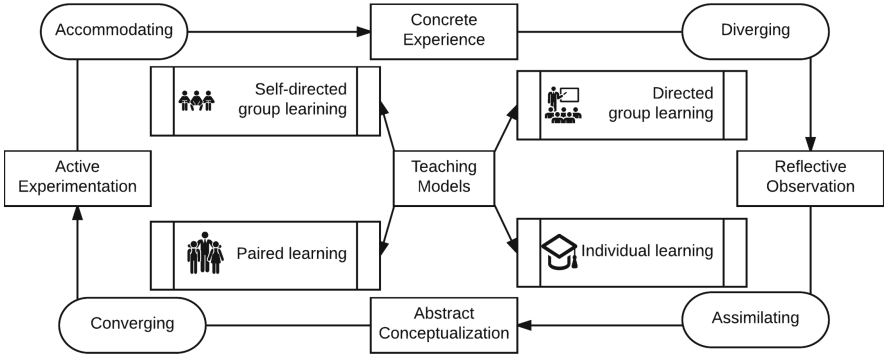 Accommodating
Concrete
Experience
Diverging
Self-directed
group learining
Directed
group learning
Active
Experimentation
Teaching
Models
Reflective
Observation
Paired learning
Individual learning
Converging
Abstract
Conceptualization
Assimilating